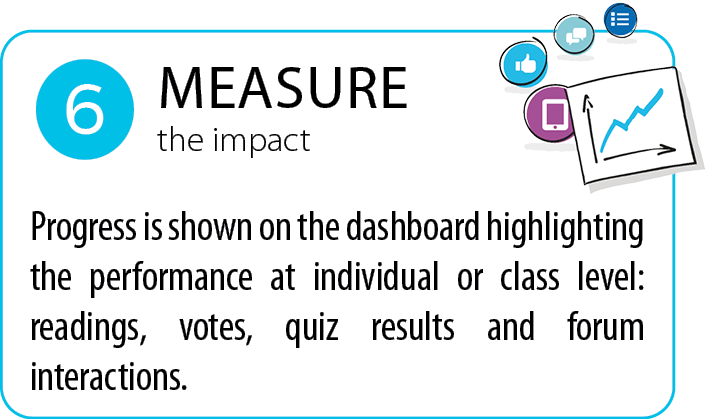 6
MEASURE
the impact
Progress is shown on the dashboard highlighting
the performance at individual or class level:
readings, votes, quiz results and forum
interactions.